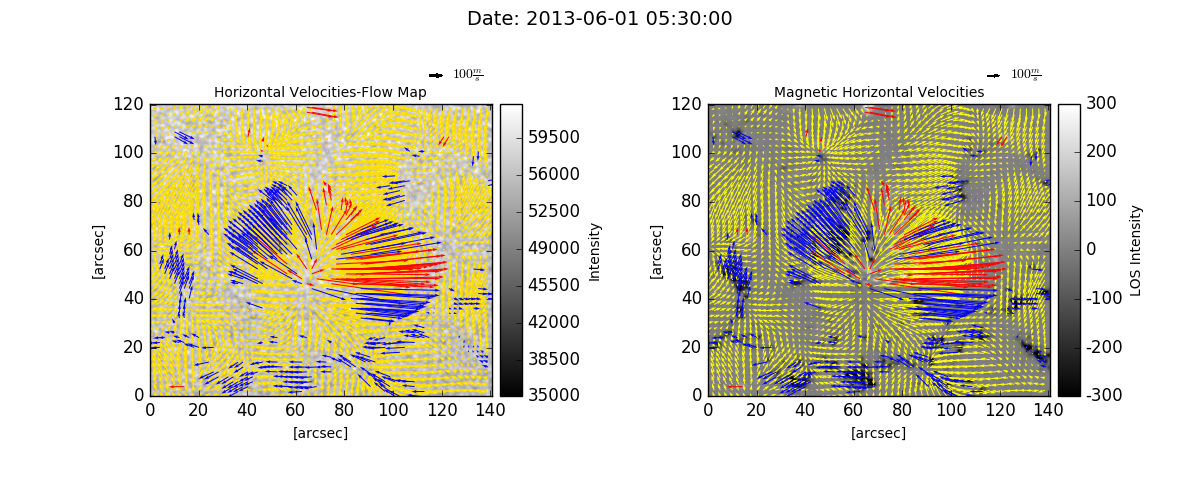 Date: 2013-06-01 05:30:00
100 m/s
100 m/s
Horizontal Velocities-Flow Map
Magnetic Horizontal Velocities
120
100
80
60
40
20
0
[arcsec]
0 20 40 60 80 100 120 140
[arcsec]
59500
56000
52500
49000
45500
42000
38500
35000
Intensity
120
100
80
60
40
20
0
[arcsec]
0 20 40 60 80 100 120 140
[arcsec]
300
200
100
0
-100
-200
-300
LOS Intensity